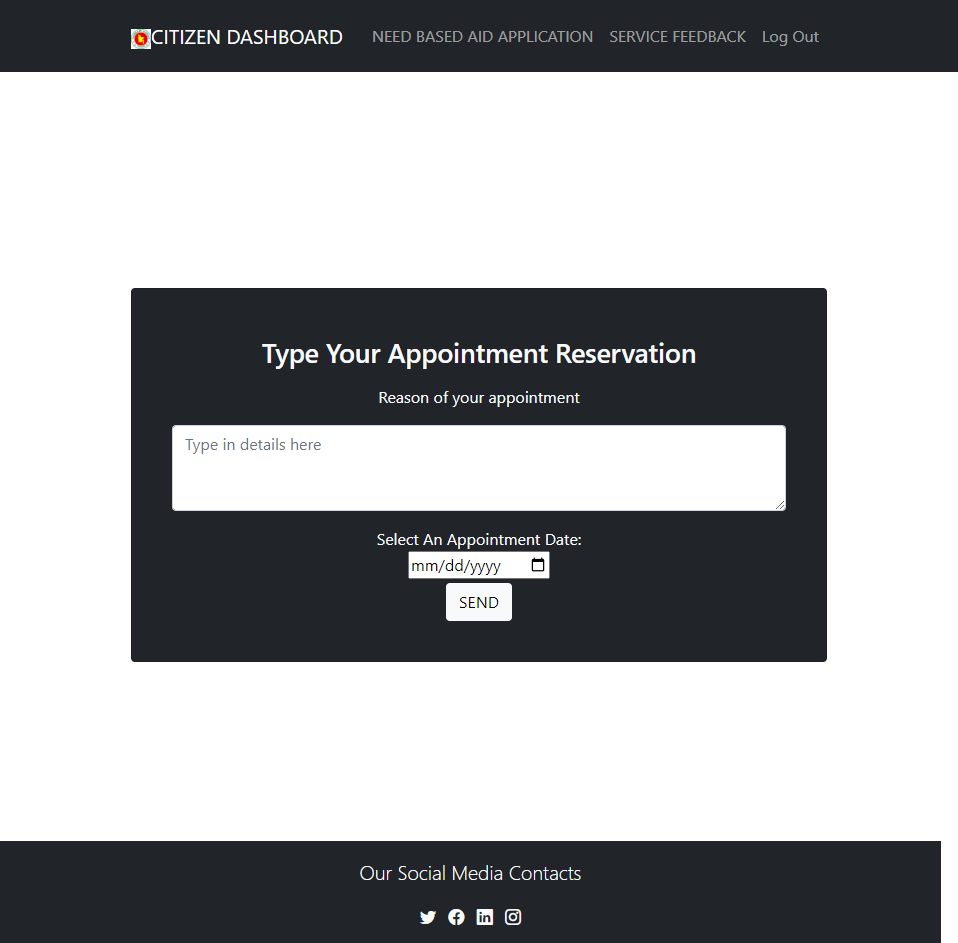 CITIZEN DASHBOARD NEED BASED AID APPLICATION SERVICE FEEDBACK Log Out
Type Your Appointment Reservation
Reason of your appointment
Type in details here
Select An Appointment Date:
mm/dd/yyyy
SEND
Our Social Media Contacts